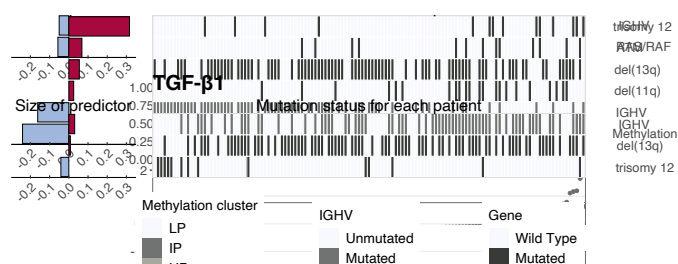 IGHV
trisomy 12
RAS/RAF
-0.2 -0.1 0.0 0.1 0.2 0.3
del(13q)
TGF-β1
1.00
del(11q)
Size of predictor
0.75
Mutation status for each patient
IGHV
0.50
IGHV
Methylation
0.25
del(13q)
0.00
trisomy 12
2
-0.2 -0.1 0.0 0.1 0.2 0.3
Methylation cluster
IGHV
Gene
LP
Unmutated
Wild Type
IP
Mutated
Mutated